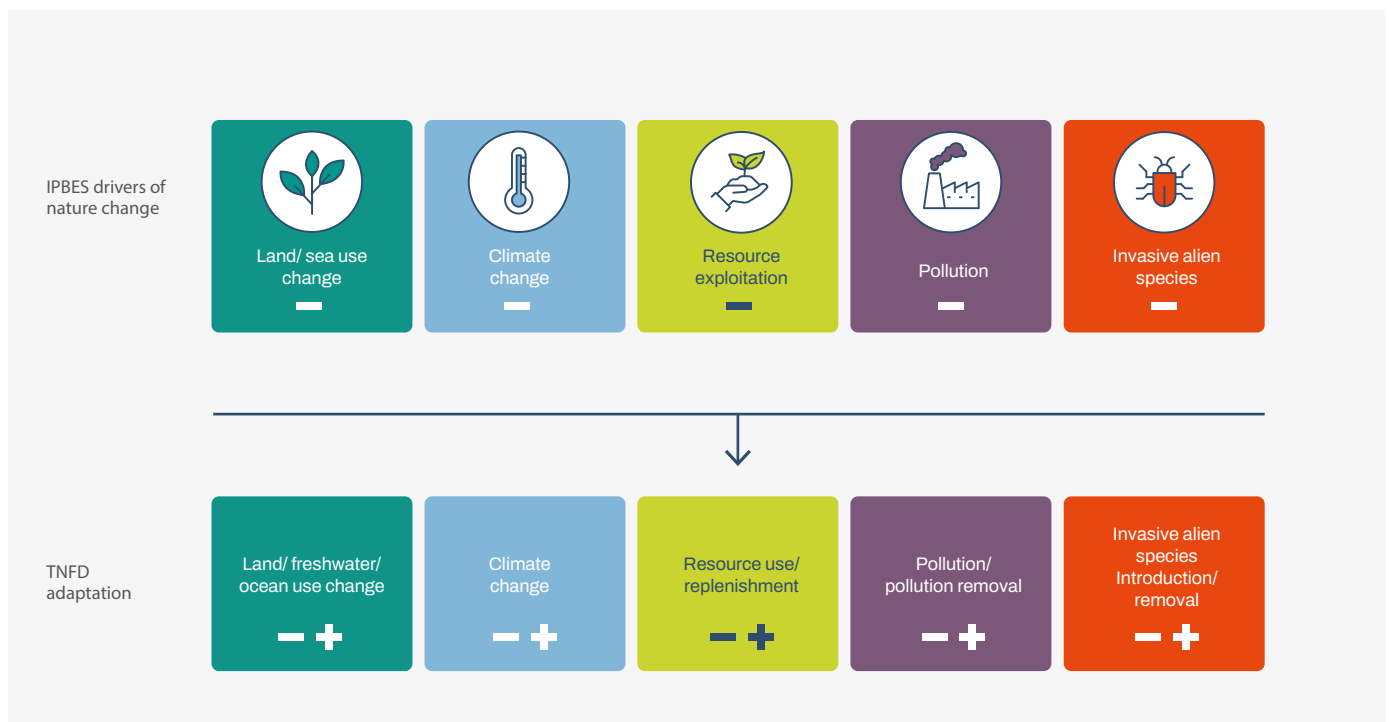 IPBES drivers of
nature change
Land/ sea use
change
Climate
change
Resource
exploitation
Pollution
Invasive alien
species
TNFD
adaptation
Land/ freshwater/
ocean use change
Climate
change
Resource use/
replenishment
Pollution/
pollution removal
Invasive alien
species
Introduction/
removal